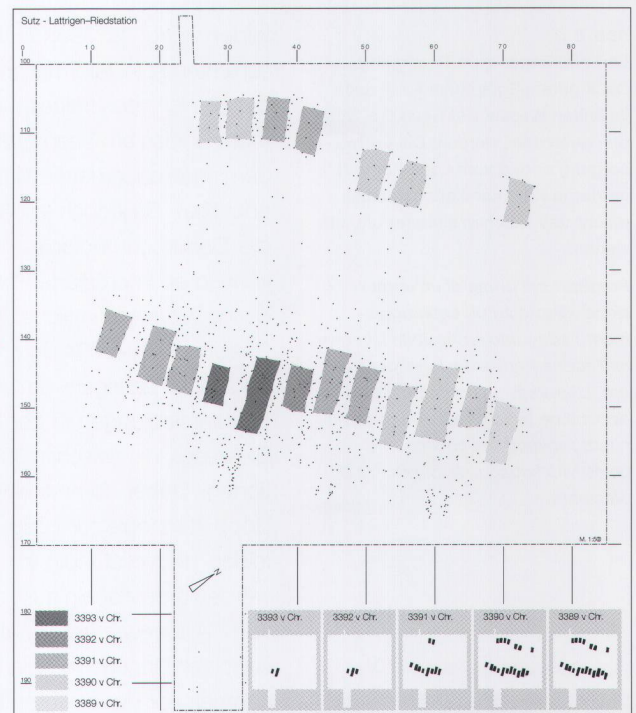 Sutz - Lattrigen–Riedstation
0 10 20 30 40 50 60 70 80
100
110
120
130
140
150
160
170
M. 1:500
N
180
190
3393 v Chr.
3392 v Chr.
3391 v Chr.
3390 v Chr.
3389 v Chr.
3393 v Chr. 3392 v Chr. 3391 v Chr. 3390 v Chr. 3389 v Chr.